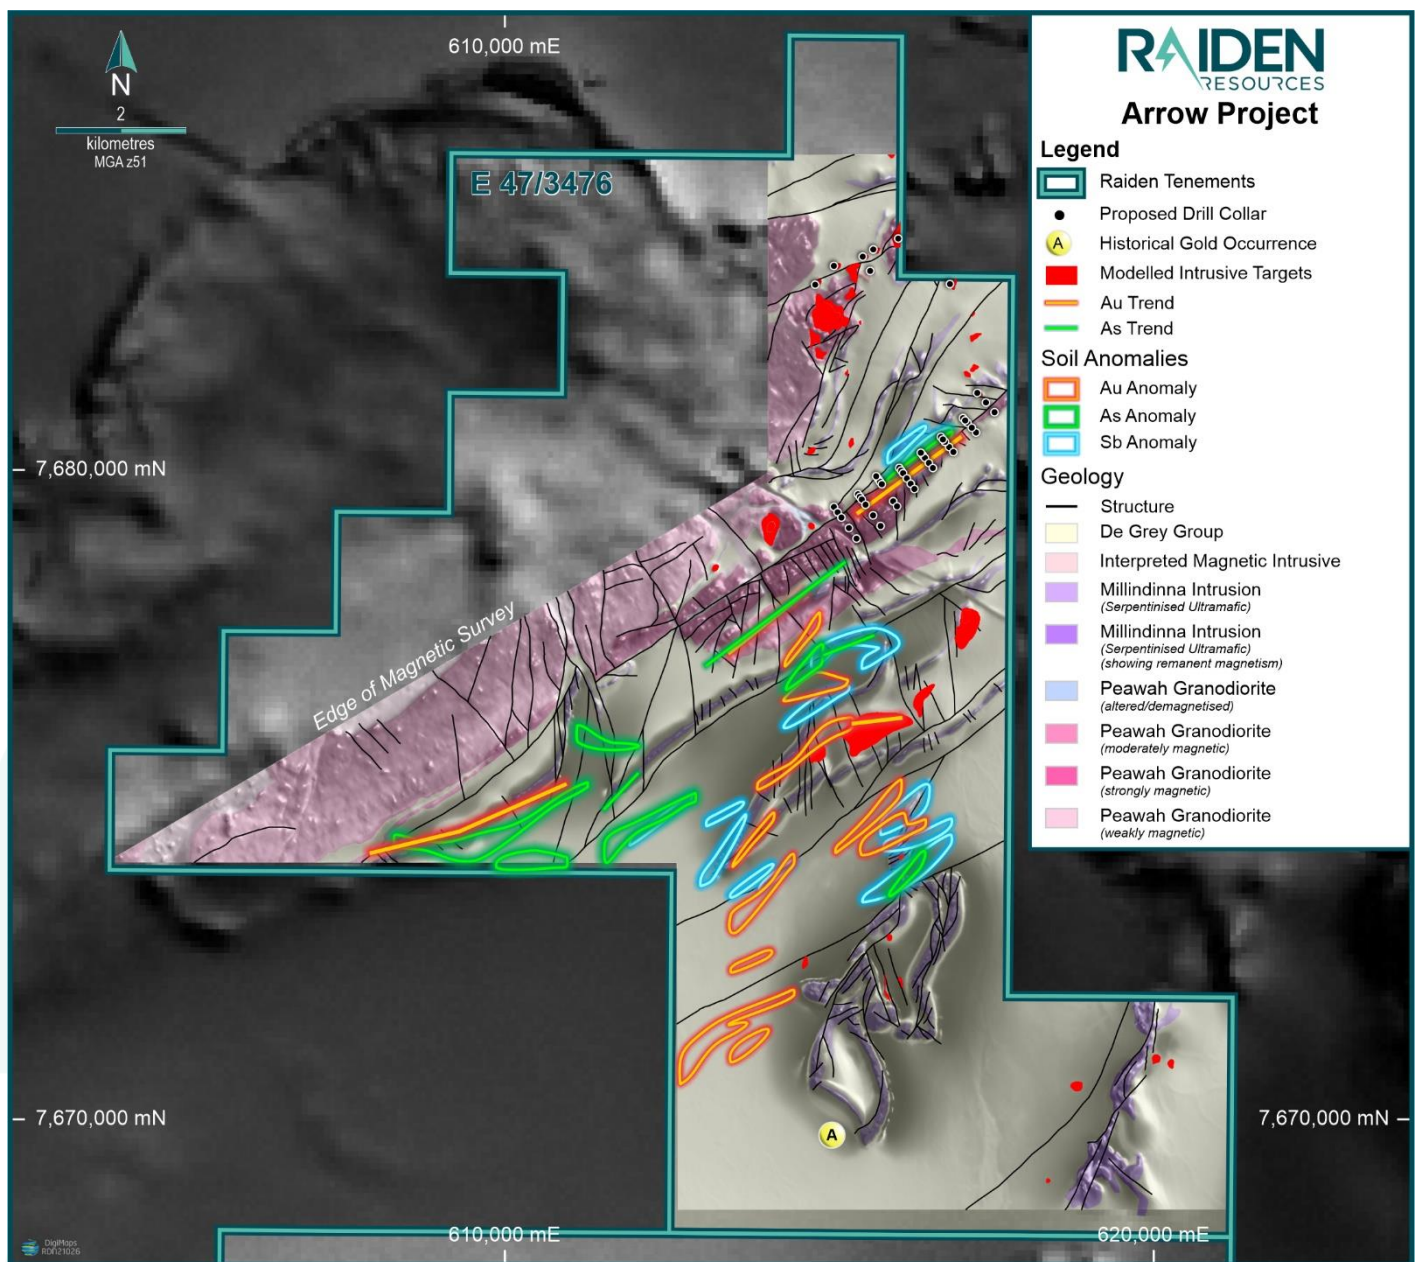 610,000 mE
N
2
kilometres
MGA z51
E 47/3476
7,680,000 mN
Edge of Magnetic Survey
7,670,000 mN
7,670,000 mN
A
610,000 mE
620,000 mE
DigiMaps
RDN21026
RAIDEN
RESOURCES
Arrow Project
Legend
Raiden Tenements
Proposed Drill Collar
A Historical Gold Occurrence
Modelled Intrusive Targets
Au Trend
As Trend
Soil Anomalies
Au Anomaly
As Anomaly
Sb Anomaly
Geology
Structure
De Grey Group
Interpreted Magnetic Intrusive
Millindinna Intrusion
(Serpentinised Ultramafic)
Millindinna Intrusion
(Serpentinised Ultramafic)
(showing remanent magnetism)
Peawah Granodiorite
(altered/demagnetised)
Peawah Granodiorite
(moderately magnetic)
Peawah Granodiorite
(strongly magnetic)
Peawah Granodiorite
(weakly magnetic)